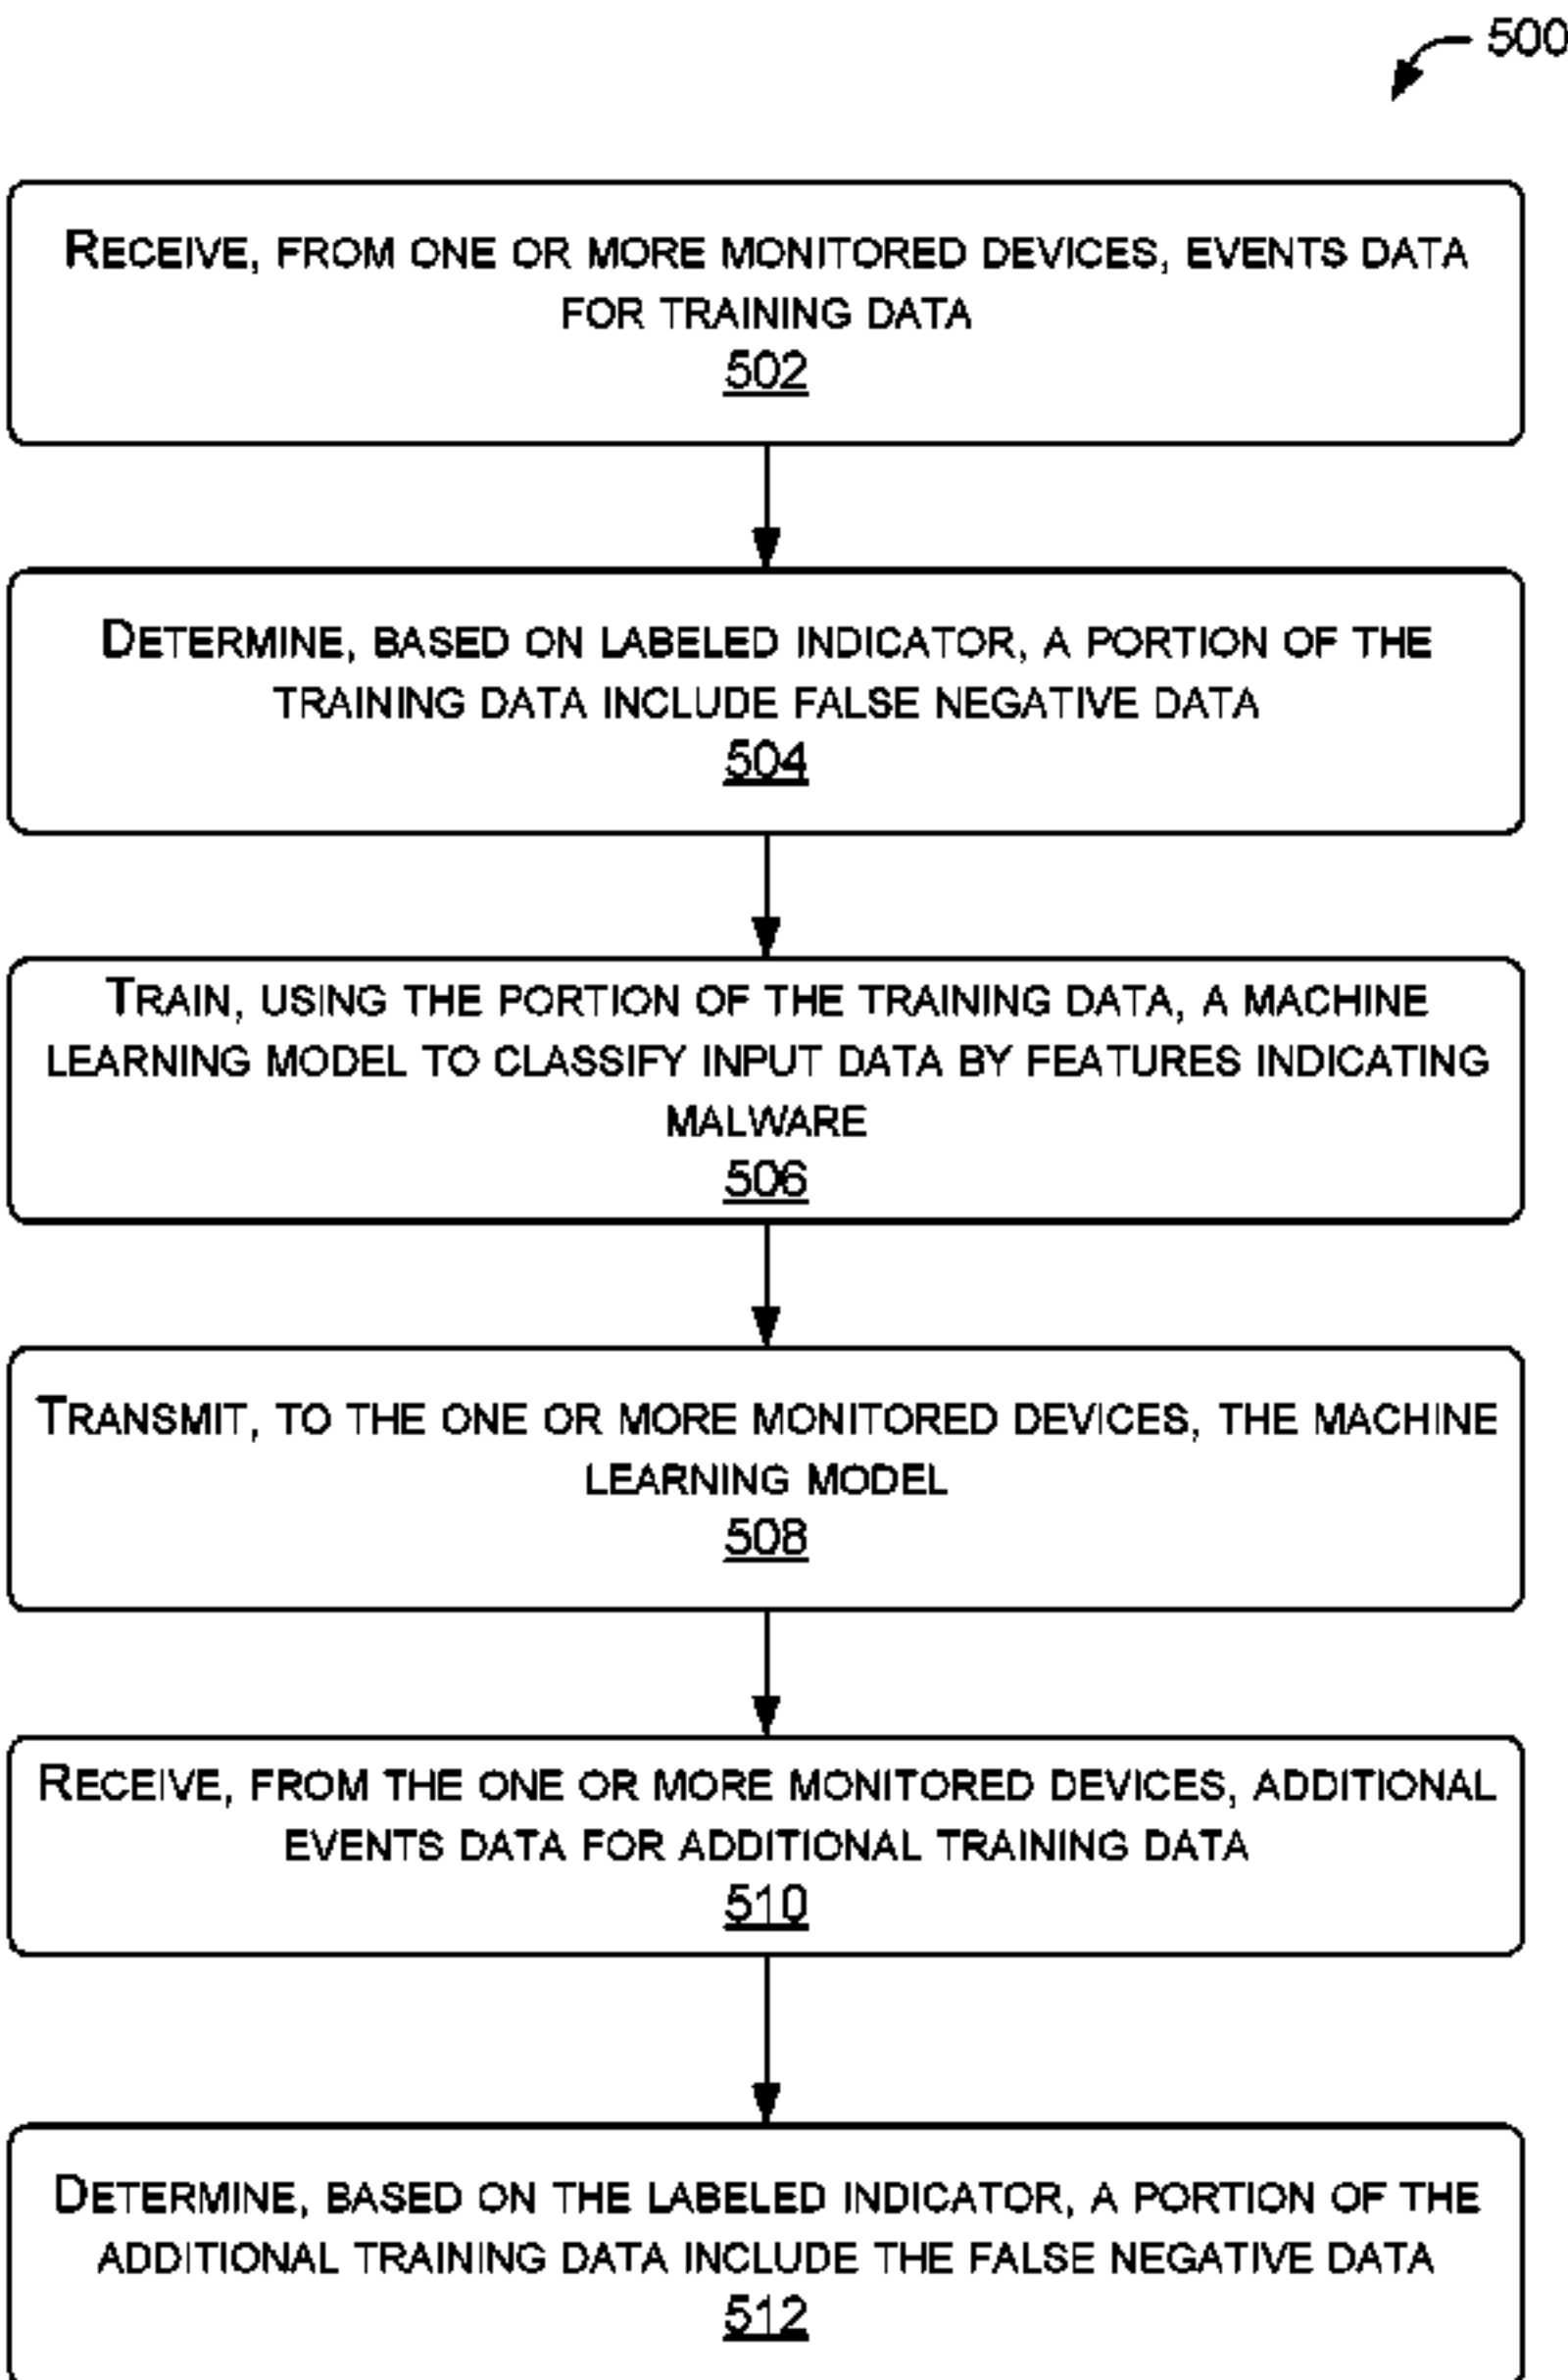 500
RECEIVE, FROM ONE OR MORE MONITORED DEVICES, EVENTS DATA
FOR TRAINING DATA
502
DETERMINE, BASED ON LABELED INDICATOR, A PORTION OF THE
TRAINING DATA INCLUDE FALSE NEGATIVE DATA
504
TRAIN, USING THE PORTION OF THE TRAINING DATA, A MACHINE
LEARNING MODEL TO CLASSIFY INPUT DATA BY FEATURES INDICATING
MALWARE
506
TRANSMIT, TO THE ONE OR MORE MONITORED DEVICES, THE MACHINE
LEARNING MODEL
508
RECEIVE, FROM THE ONE OR MORE MONITORED DEVICES, ADDITIONAL
EVENTS DATA FOR ADDITIONAL TRAINING DATA
510
DETERMINE, BASED ON THE LABELED INDICATOR, A PORTION OF THE
ADDITIONAL TRAINING DATA INCLUDE THE FALSE NEGATIVE DATA
512